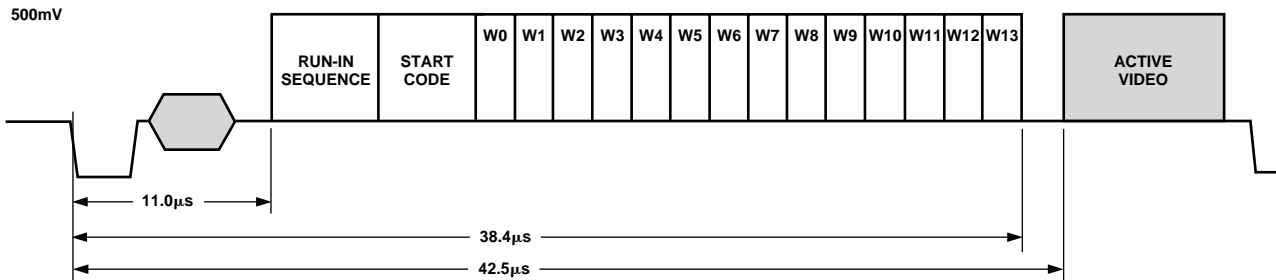 500mV
RUN-IN
SEQUENCE
START
CODE
W0 W1 W2 W3 W4 W5 W6 W7 W8 W9 W10 W11 W12 W13
ACTIVE
VIDEO
11.0μs
38.4μs
42.5μs